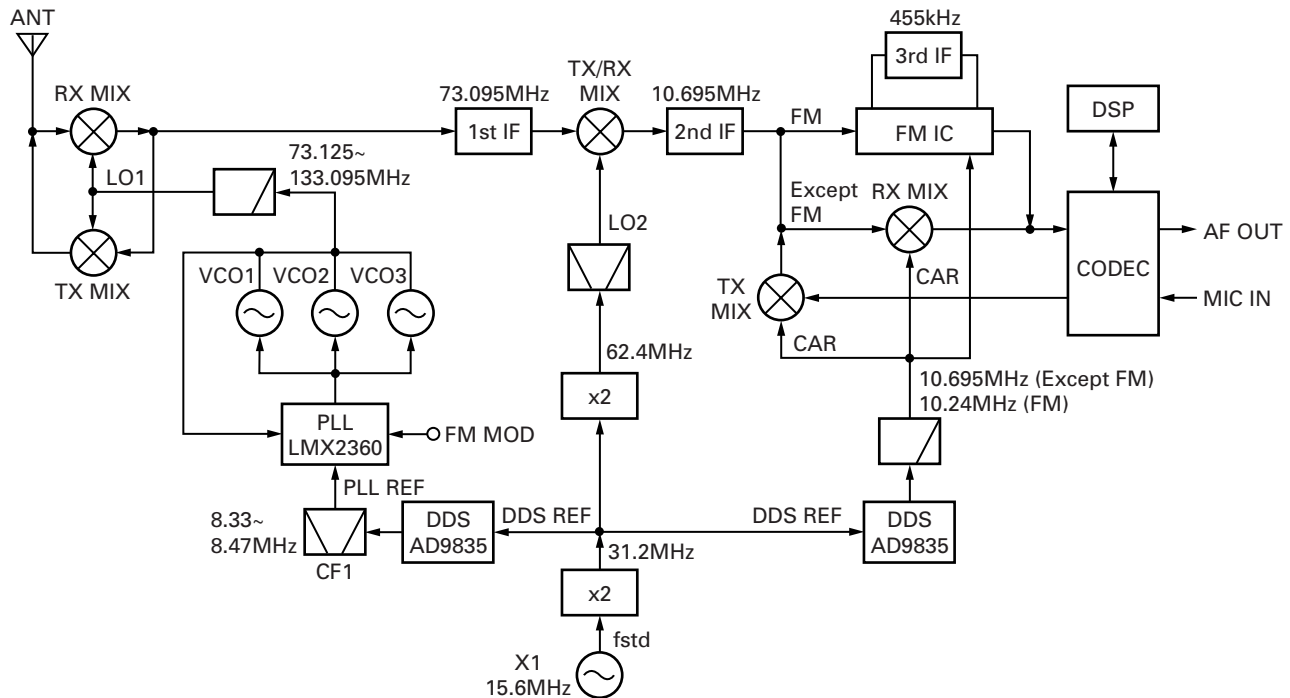 ANT
RX MIX
TX MIX
LO1
73.125~
133.095MHz
VCO1
VCO2
VCO3
PLL
LMX2360
FM MOD
PLL REF
8.33~
8.47MHz
CF1
DDS
AD9835
DDS REF
73.095MHz
1st IF
TX/RX
MIX
10.695MHz
2nd IF
LO2
62.4MHz
x2
31.2MHz
x2
fstd
X1
15.6MHz
DDS REF
DDS
AD9835
455kHz
3rd IF
FM
FM IC
Except
FM
RX MIX
TX
MIX
CAR
CAR
10.695MHz (Except FM)
10.24MHz (FM)
DSP
CODEC
AF OUT
MIC IN